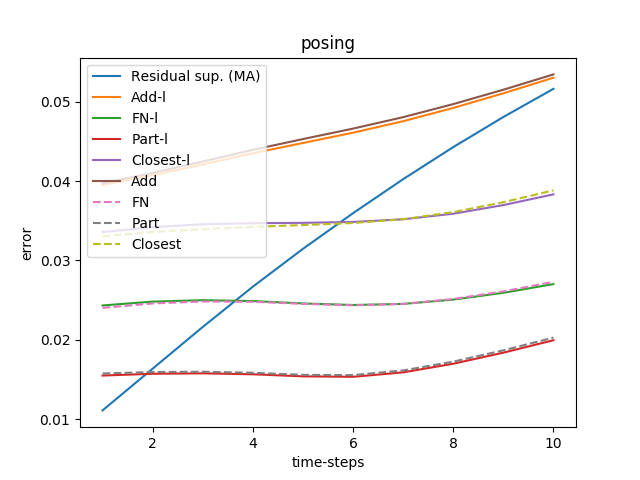 posing
Residual sup. (MA)
Add-l
FN-l
Part-l
Closest-l
Add
FN
Part
Closest
error
0.05
0.04
0.03
0.02
0.01
2 4 6 8 10
time-steps